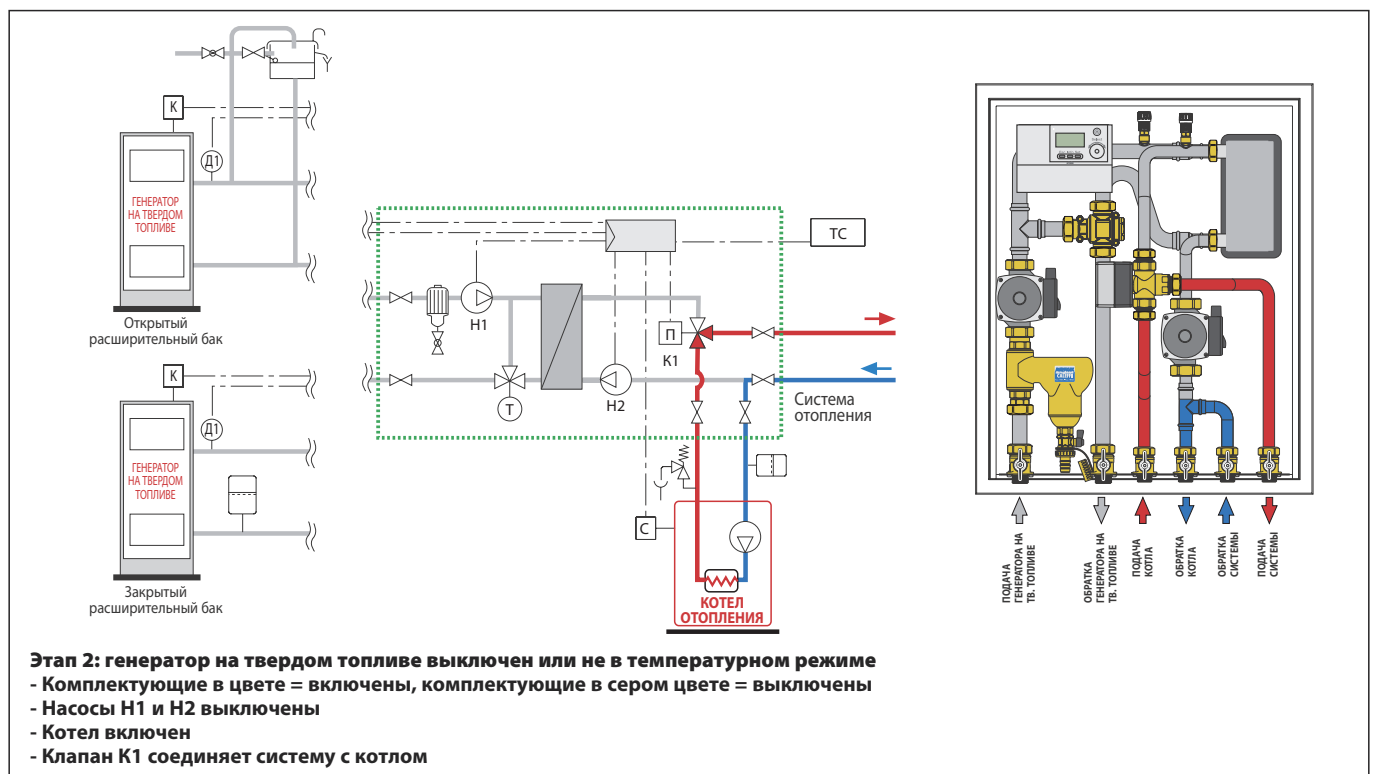 К
Д1
ГЕНЕРАТОР
НА ТВЕРДОМ
ТОПЛИВЕ
Открытый
расширительный бак
К
Д1
ГЕНЕРАТОР
НА ТВЕРДОМ
ТОПЛИВЕ
Закрытый
расширительный бак
ТС
Н1
П
К1
Т
Н2
Система
отопления
С
КОТЕЛ
ОТОПЛЕНИЯ
ПОДАЧА
ГЕНЕРАТОРА НА
ТВ. ТОПЛИВЕ
ОБРАТКА
ГЕНЕРАТОРА НА
ТВ. ТОПЛИВЕ
ПОДАЧА
КОТЛА
ОБРАТКА
КОТЛА
ОБРАТКА
СИСТЕМЫ
ПОДАЧА
СИСТЕМЫ
Этап 2: генератор на твердом топливе выключен или не в температурном режиме
- Комплектующие в цвете = включены, комплектующие в сером цвете = выключены
- Насосы Н1 и Н2 выключены
- Котел включен
- Клапан К1 соединяет систему с котлом